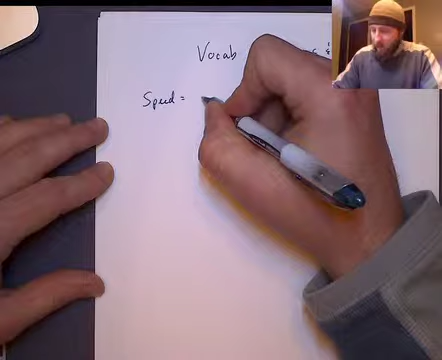 Vocab
Speed =